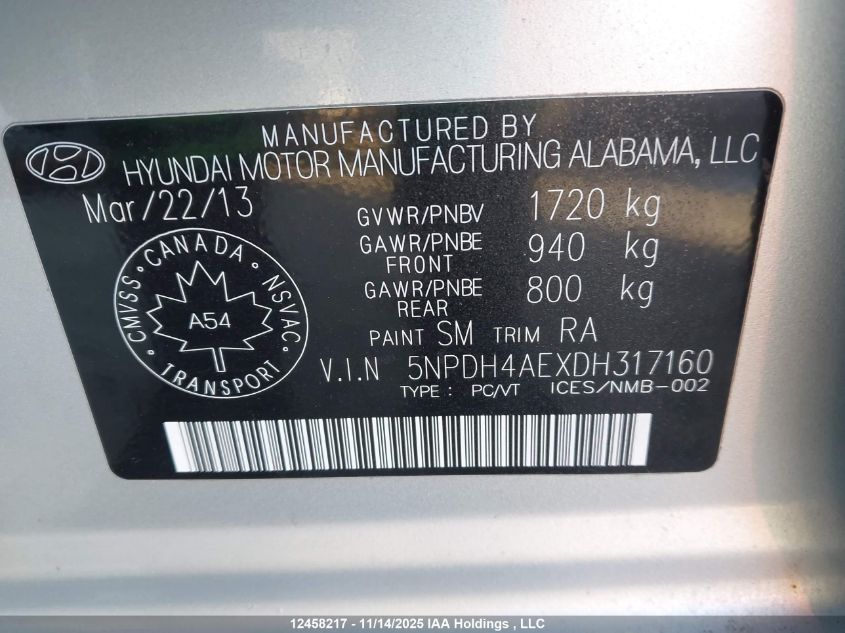 MANUFACTURED BY
HYUNDAI MOTOR MANUFACTURING ALABAMA, LLC
Mar/22/13
GVWR/PNBV 1720 kg
GAWR/PNBE FRONT 940 kg
GAWR/PNBE REAR 800 kg
PAINT SM TRIM RA
V.I.N 5NPDH4AEXDH317160
TYPE : PC/VT ICES/NMB-002
CMVSS · CANADA · NSVAC · TRANSPORT ·
A54
12458217 - 11/14/2025 IAA Holdings , LLC